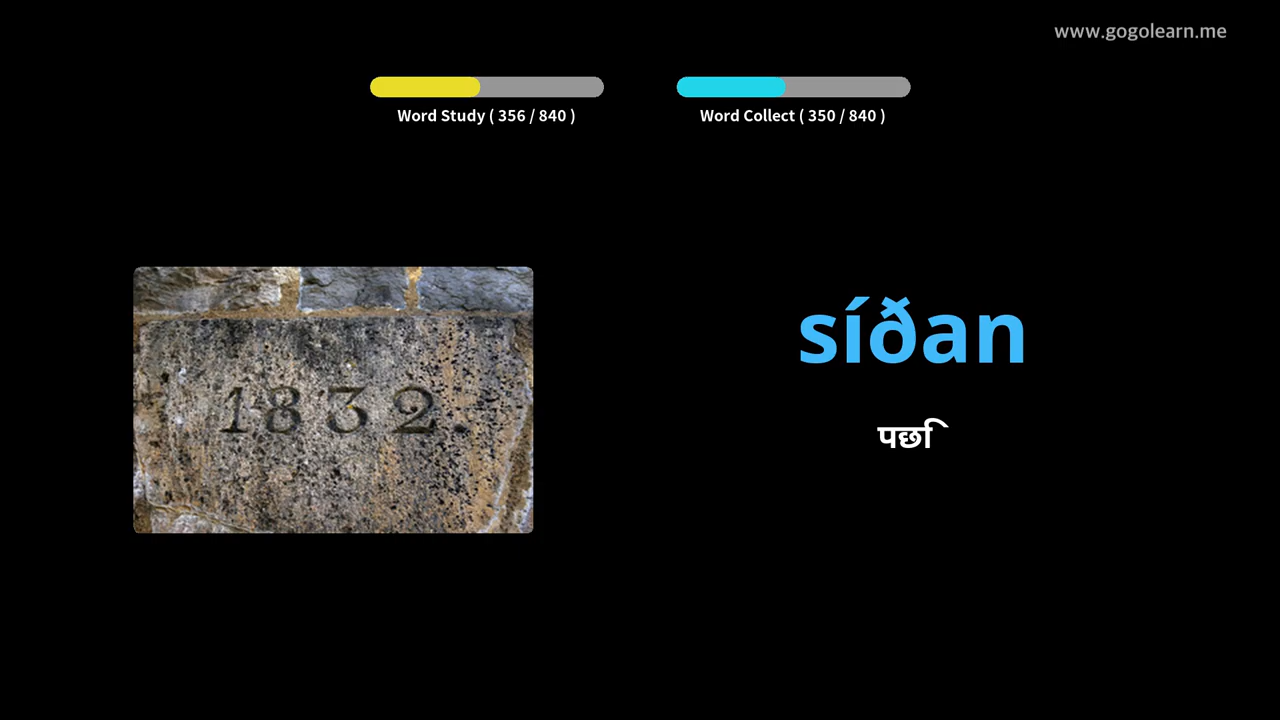 www.gogolearn.me
Word Study ( 356 / 840 )
Word Collect ( 350 / 840 )
1832.
síðan
पछि